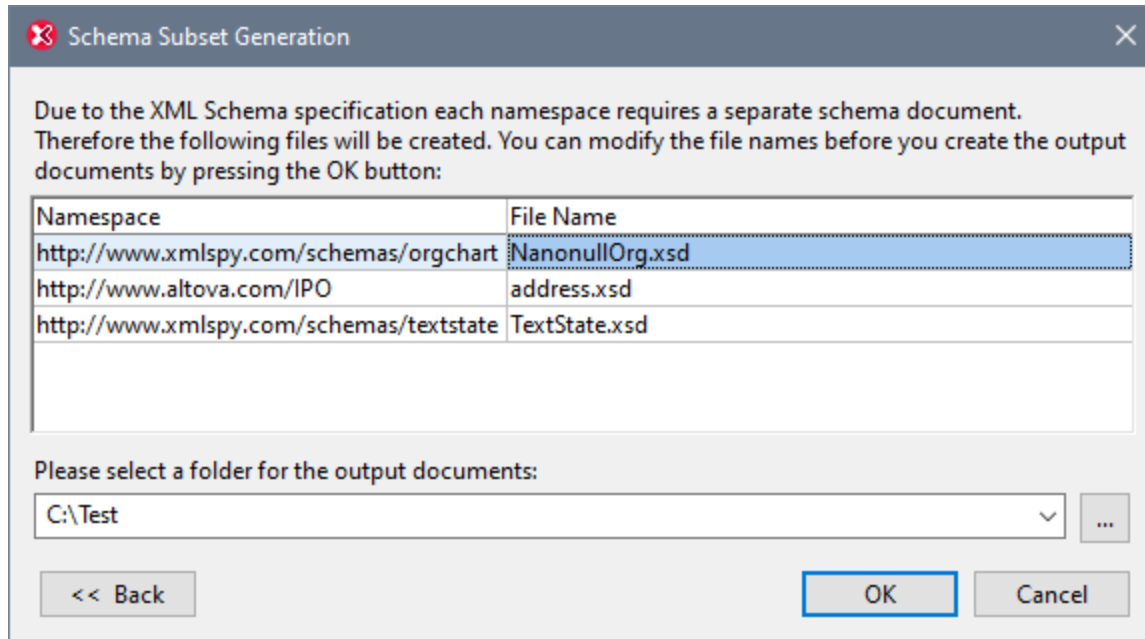 Schema Subset Generation
Due to the XML Schema specification each namespace requires a separate schema document.
Therefore the following files will be created. You can modify the file names before you create the output
documents by pressing the OK button:
Namespace File Name
http://www.xmlspy.com/schemas/orgchart NanonullOrg.xsd
http://www.altova.com/IPO address.xsd
http://www.xmlspy.com/schemas/textstate TextState.xsd
Please select a folder for the output documents:
C:\Test ...
<< Back OK Cancel